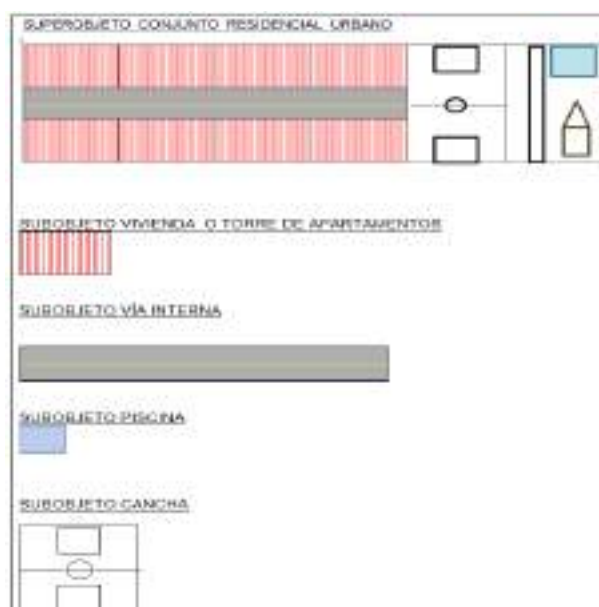 SUPEROBJETO CONJUNTO RESIDENCIAL URBANO
SUBOBJETO VIVIENDA O TORRE DE APARTAMENTOS
SUBOBJETO VÍA INTERNA
SUBOBJETO PISCINA
SUBOBJETO CANCHA